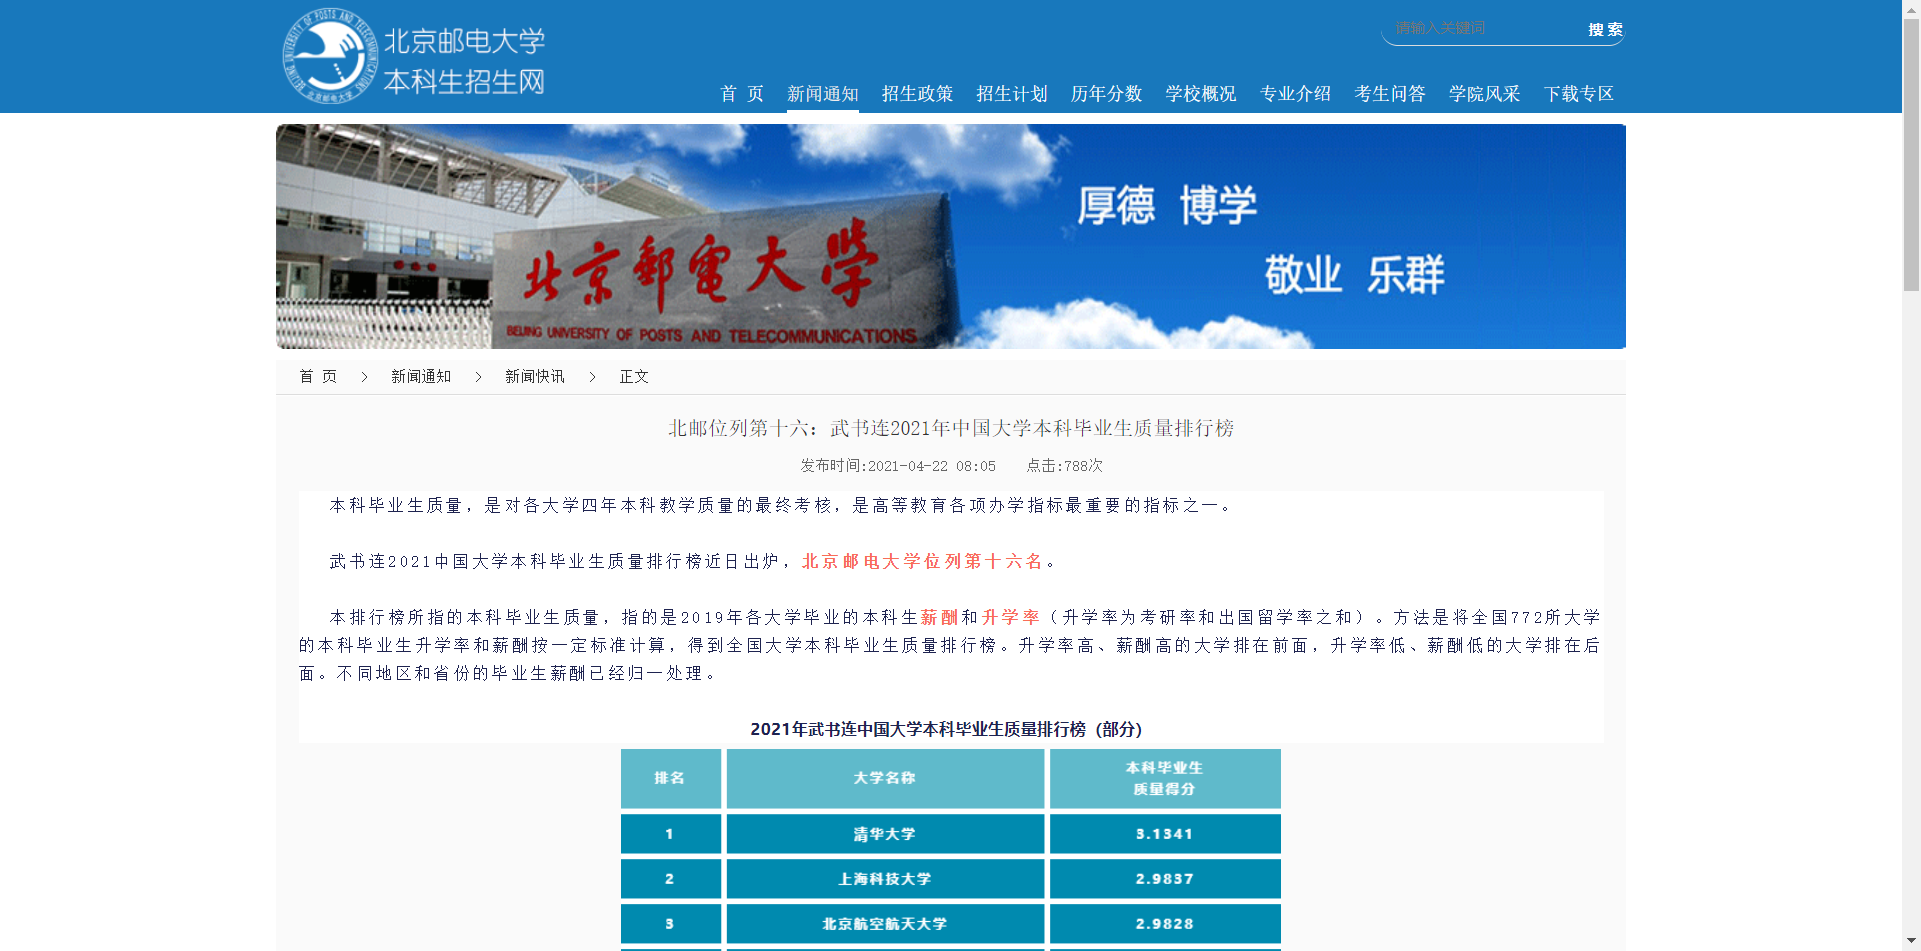 北京邮电大学
本科生招生网
请输入关键词
搜 索
首 页 新闻通知 招生政策 招生计划 历年分数 学校概况 专业介绍 考生问答 学院风采 下载专区
厚德 博学
敬业 乐群
北京郵電大學
BEIJING UNIVERSITY OF POSTS AND TELECOMMUNICATIONS
首 页 > 新闻通知 > 新闻快讯 > 正文
北邮位列第十六：武书连2021年中国大学本科毕业生质量排行榜
发布时间:2021-04-22 08:05 点击:788次
本科毕业生质量，是对各大学四年本科教学质量的最终考核，是高等教育各项办学指标最重要的指标之一。
武书连2021中国大学本科毕业生质量排行榜近日出炉，北京邮电大学位列第十六名。
本排行榜所指的本科毕业生质量，指的是2019年各大学毕业的本科生薪酬和升学率（升学率为考研率和出国留学率之和）。方法是将全国772所大学
的本科毕业生升学率和薪酬按一定标准计算，得到全国大学本科毕业生质量排行榜。升学率高、薪酬高的大学排在前面，升学率低、薪酬低的大学排在后
面。不同地区和省份的毕业生薪酬已经归一处理。
2021年武书连中国大学本科毕业生质量排行榜（部分）
排名 大学名称 本科毕业生
质量得分
1 清华大学 3.1341
2 上海科技大学 2.9837
3 北京航空航天大学 2.9828